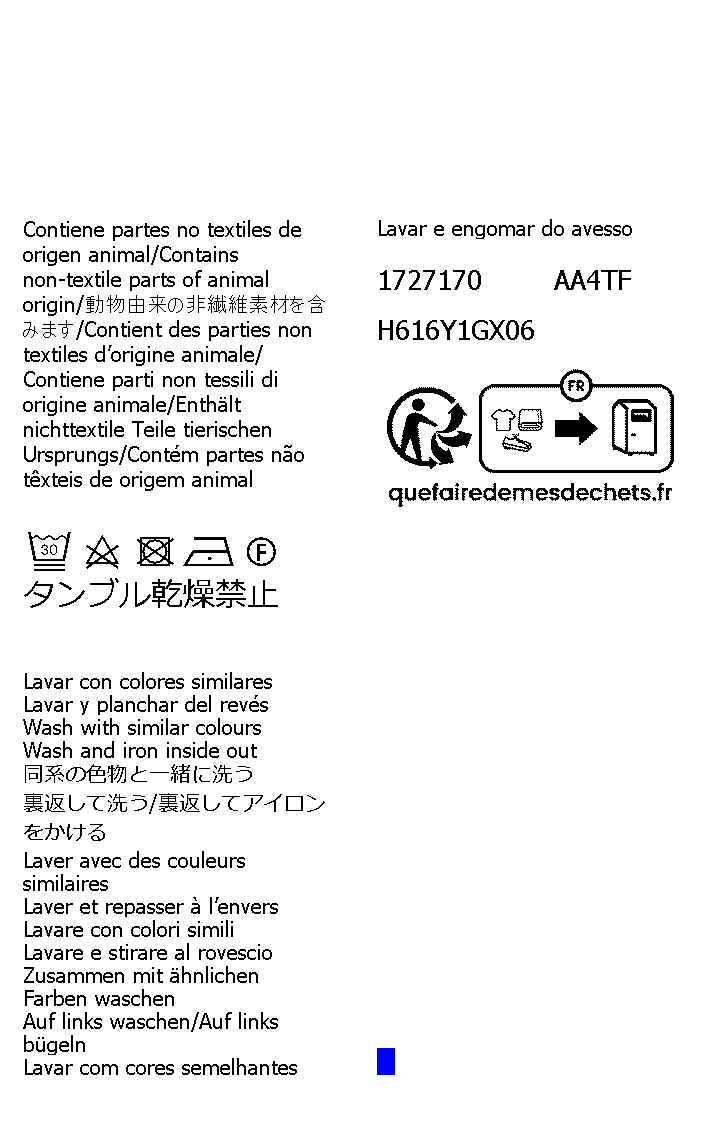 Contiene partes no textiles de
origen animal/Contains
non-textile parts of animal
origin/動物由来の非繊維素材を含
みます/Contient des parties non
textiles d'origine animale/
Contiene parti non tessili di
origine animale/Enthält
nichttextile Teile tierischen
Ursprungs/Contém partes não
têxteis de origem animal
30
F
タンブル乾燥禁止
Lavar con colores similares
Lavar y planchar del revés
Wash with similar colours
Wash and iron inside out
同系の色物と一緒に洗う
裏返して洗う/裏返してアイロン
をかける
Laver avec des couleurs
similaires
Laver et repasser à l'envers
Lavare con colori simili
Lavare e stirare al rovescio
Zusammen mit ähnlichen
Farben waschen
Auf links waschen/Auf links
bügeln
Lavar com cores semelhantes
Lavar e engomar do avesso
1727170 AA4TF
H616Y1GX06
FR
quefairedemesdechets.fr